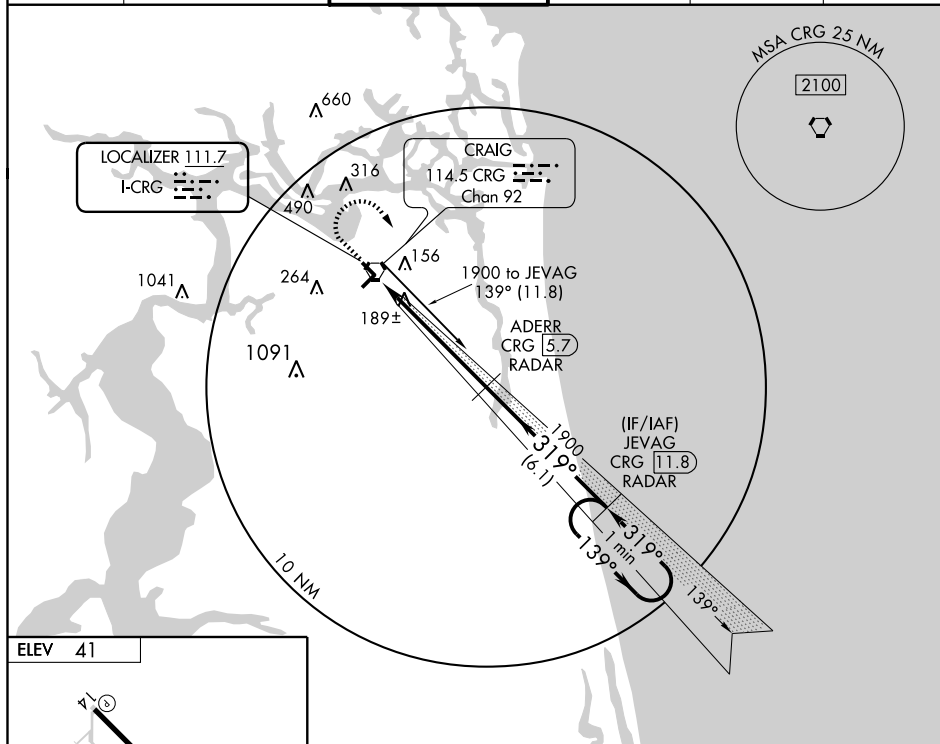 MSA CRG 25 NM
2100
660
LOCALIZER 111.7
I-CRG
CRAIG
114.5 CRG
Chan 92
316
490
156
1041
264
1900 to JEVAG
139° (11.8)
189±
ADERR
CRG 5.7
RADAR
1091
(IF/IAF)
JEVAG
CRG 11.8
RADAR
1900
319°
(6.1)
319°
1 min
139°
139°
10 NM
ELEV 41
14
P